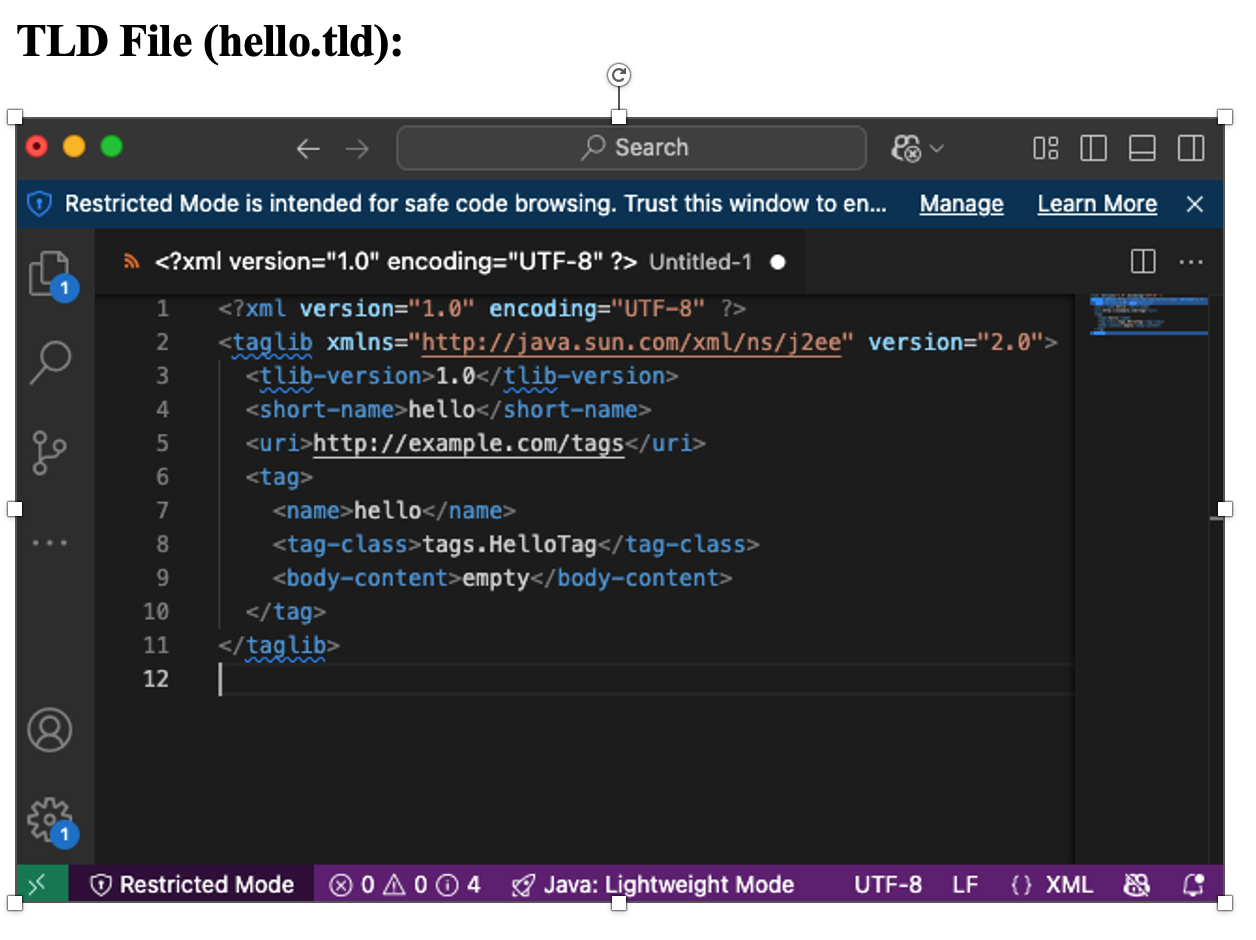 TLD File (hello.tld):
Search
Restricted Mode is intended for safe code browsing. Trust this window to en... Manage Learn More
<?xml version="1.0" encoding="UTF-8" ?> Untitled-1
1
1 <?xml version="1.0" encoding="UTF-8" ?>
2 <taglib xmlns="http://java.sun.com/xml/ns/j2ee" version="2.0">
3 <tlib-version>1.0</tlib-version>
4 <short-name>hello</short-name>
5 <uri>http://example.com/tags</uri>
6 <tag>
7 <name>hello</name>
8 <tag-class>tags.HelloTag</tag-class>
9 <body-content>empty</body-content>
10 </tag>
11 </taglib>
12
1
Restricted Mode 0 0 4 Java: Lightweight Mode UTF-8 LF {} XML